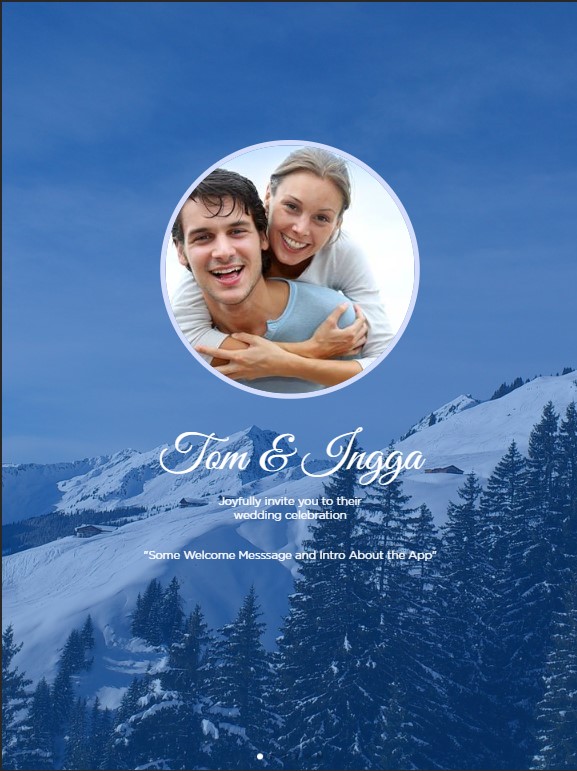 Tom & Ingga
Joyfully invite you to their
wedding celebration
"Some Welcome Messsage and Intro About the App"